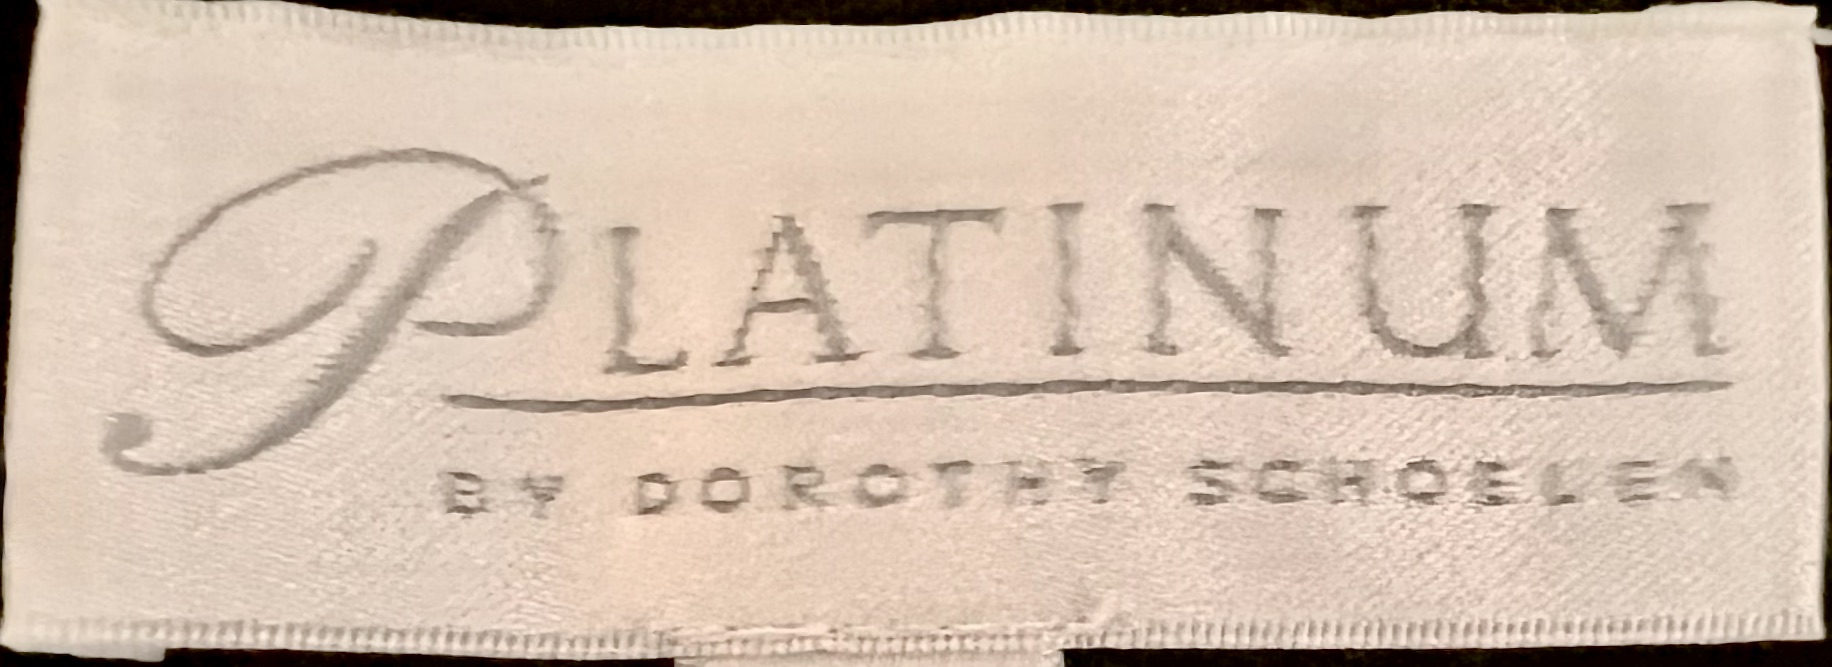 PLATINUM
BY DOROTHY SCHOELEN